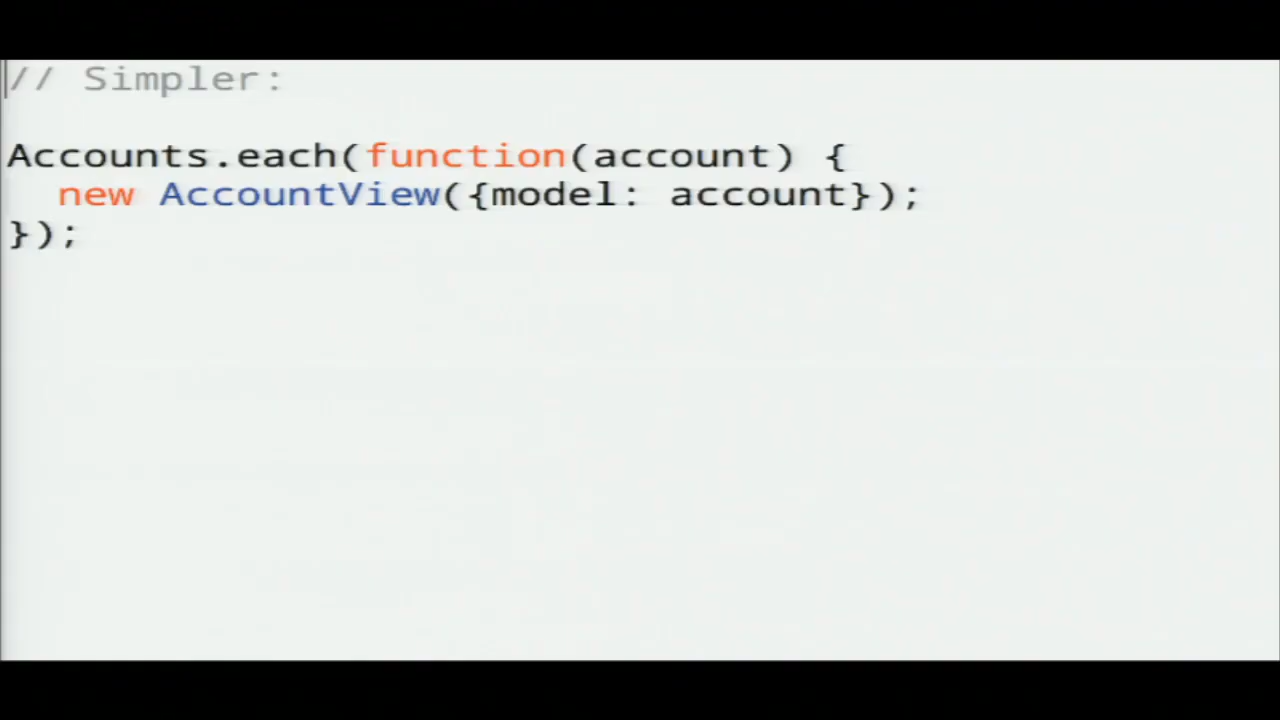 // Simpler:
Accounts.each(function(account) {
  new AccountView({model: account});
});